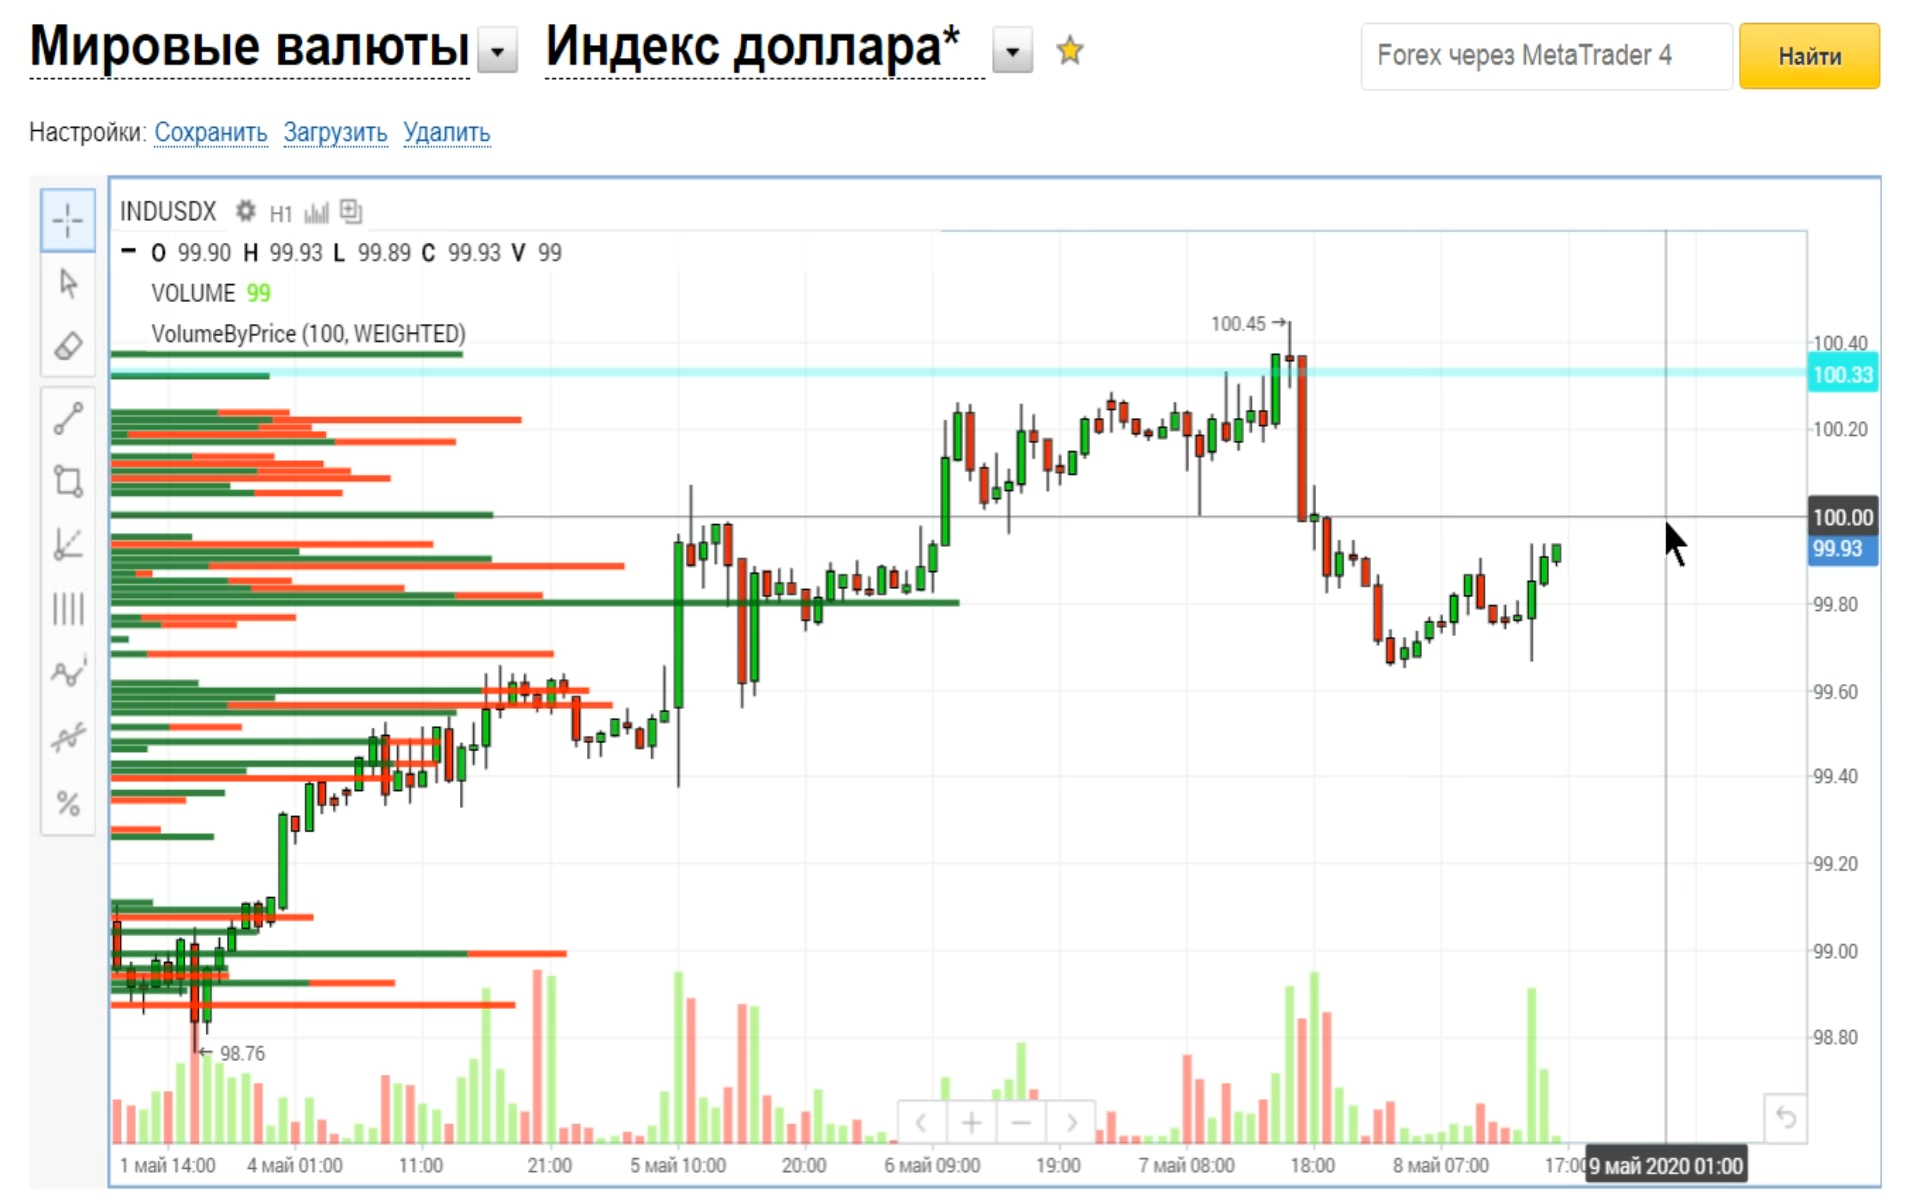 Мировые валюты Индекс доллара*
Forex через MetaTrader 4 Найти
Настройки: Сохранить Загрузить Удалить
INDUSDX H1
O 99.90 H 99.93 L 99.89 C 99.93 V 99
VOLUME 99
VolumeByPrice (100, WEIGHTED)
100.45
100.40
100.33
100.20
100.00
99.93
99.80
99.60
99.40
99.20
99.00
98.80
98.76
%
1 май 14:00 4 май 01:00 11:00 21:00 5 май 10:00 20:00 6 май 09:00 19:00 7 май 08:00 18:00 8 май 07:00 17:00 9 май 2020 01:00